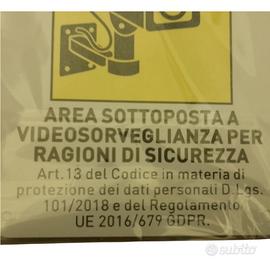 AREA SOTTOPOSTA A
VIDEOSORVEGLIANZA PER
RAGIONI DI SICUREZZA
Art.13 del Codice in materia di
protezione dei dati personali D.Lgs.
101/2018 e del Regolamento
UE 2016/679 GDPR.
subito